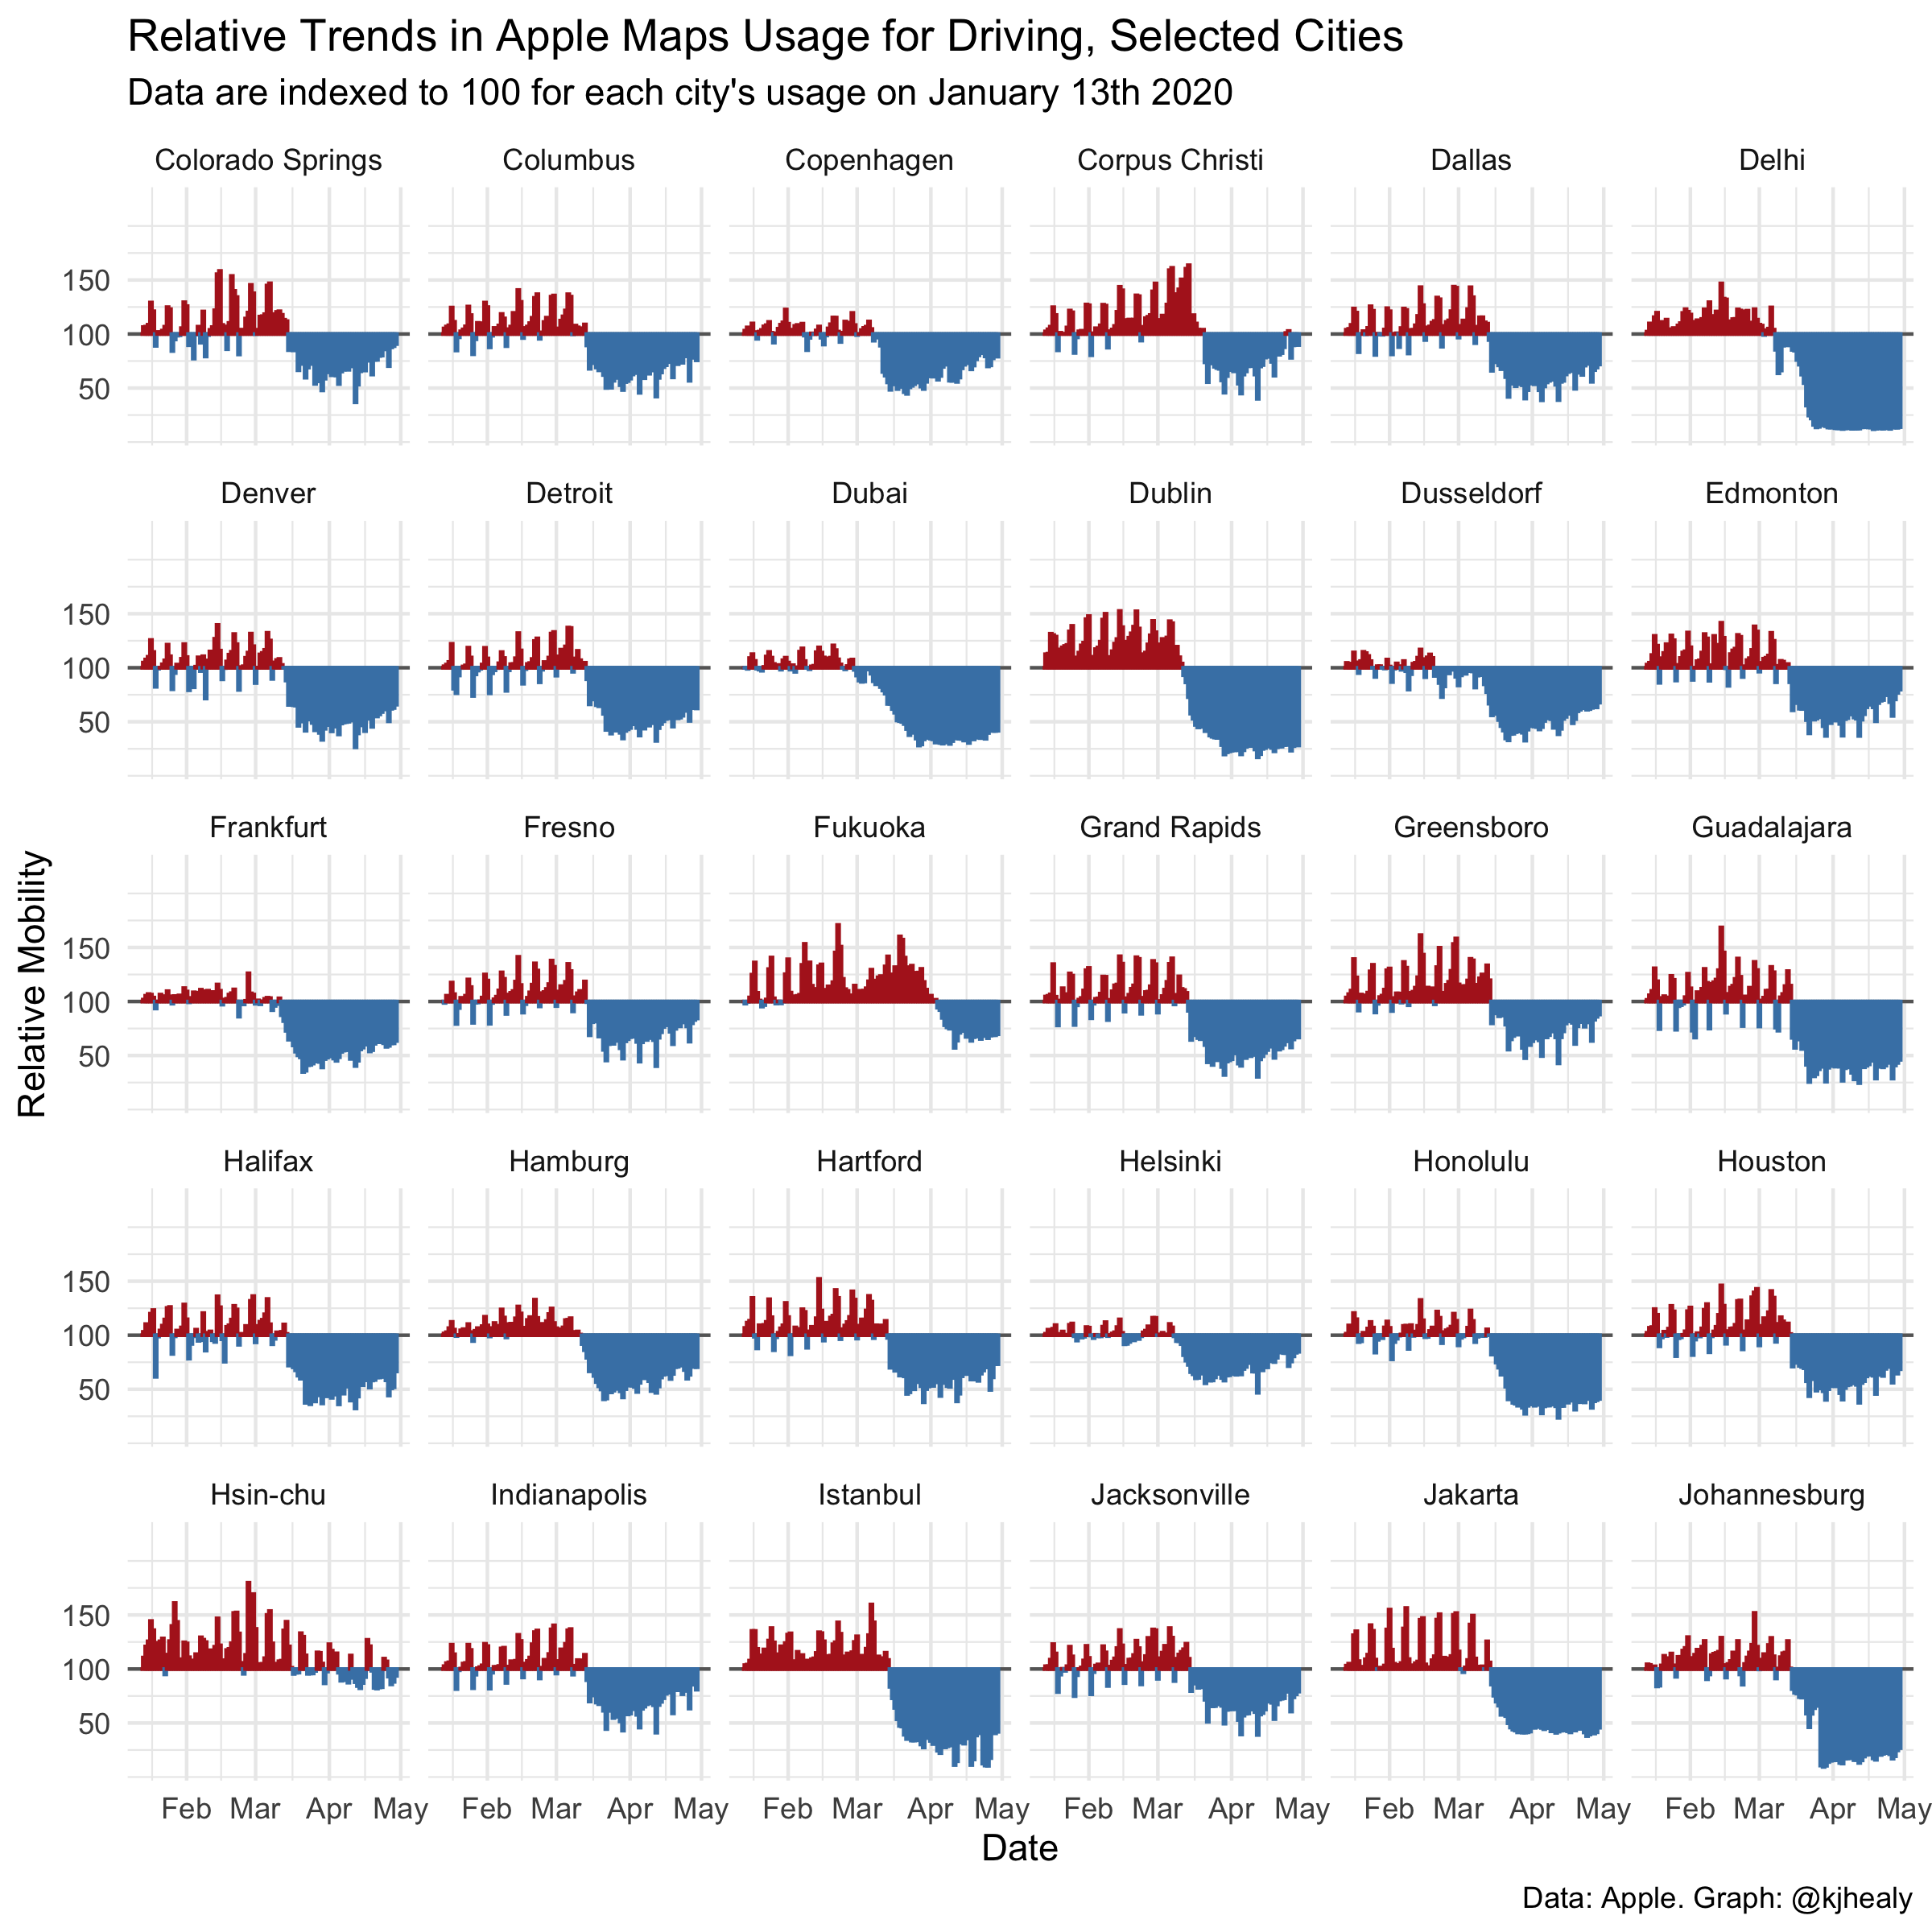 Relative Trends in Apple Maps Usage for Driving, Selected Cities
Data are indexed to 100 for each city's usage on January 13th 2020
Colorado Springs Columbus Copenhagen Corpus Christi Dallas Delhi
150
100
50
Denver Detroit Dubai Dublin Dusseldorf Edmonton
150
100
50
Frankfurt Fresno Fukuoka Grand Rapids Greensboro Guadalajara
150
100
50
Relative Mobility
Halifax Hamburg Hartford Helsinki Honolulu Houston
150
100
50
Hsin-chu Indianapolis Istanbul Jacksonville Jakarta Johannesburg
150
100
50
Feb Mar Apr May Feb Mar Apr May Feb Mar Apr May Feb Mar Apr May Feb Mar Apr May Feb Mar Apr May
Date
Data: Apple. Graph: @kjhealy